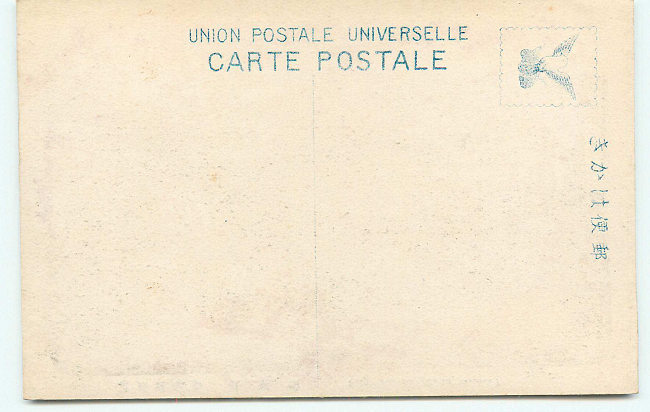 UNION POSTALE UNIVERSELLE
CARTE POSTALE
きかは便郵